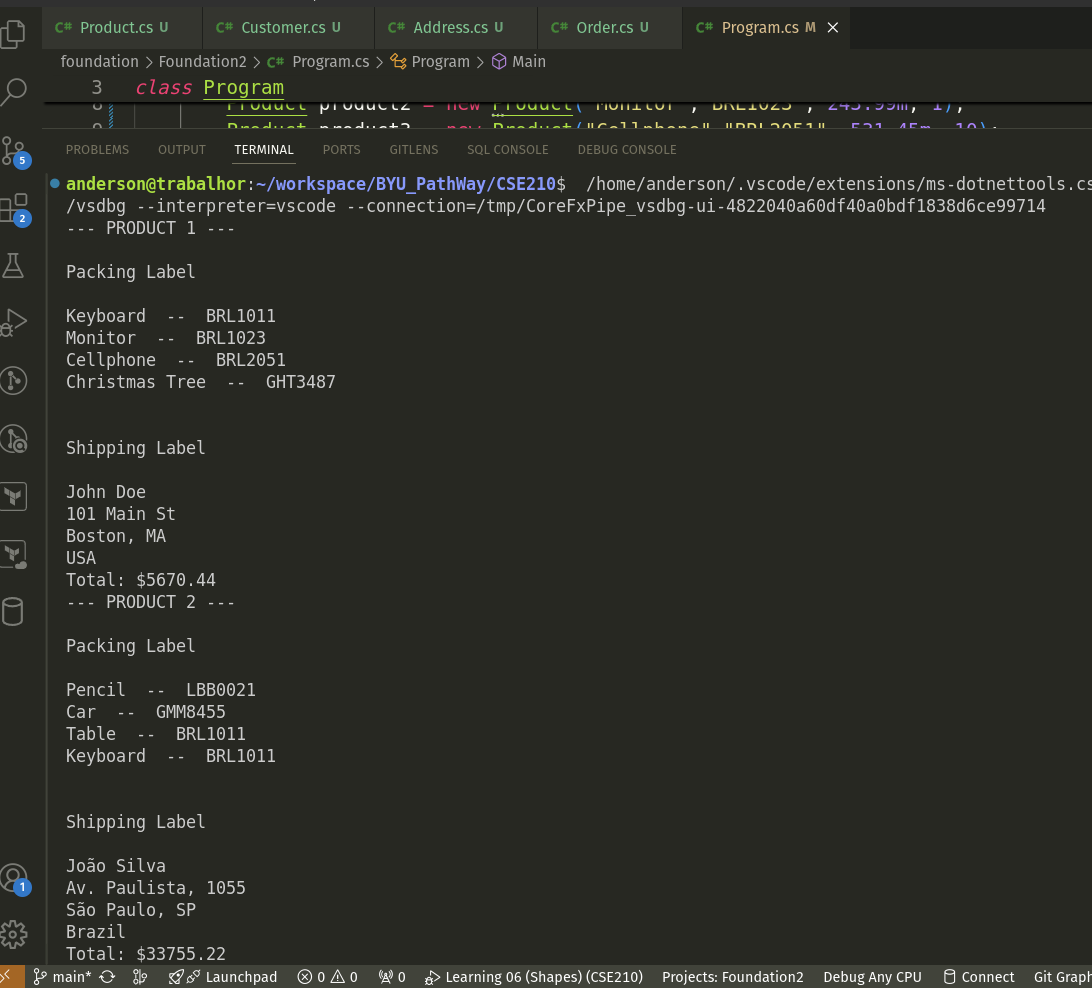 C# Product.cs U C# Customer.cs U C# Address.cs U C# Order.cs U C# Program.cs M
foundation > Foundation2 > C# Program.cs > Program > Main
3 class Program
8 Product product2 = new Product("Monitor", "BRL1023", 243.99m, 1);
9 Product product3 = new Product("Cellphone","BRL2051", 531.45m, 10);
PROBLEMS OUTPUT TERMINAL PORTS GITLENS SQL CONSOLE DEBUG CONSOLE
anderson@trabalhor:~/workspace/BYU_PathWay/CSE210$ /home/anderson/.vscode/extensions/ms-dotnettools.cs
/vsdbg --interpreter=vscode --connection=/tmp/CoreFxPipe_vsdbg-ui-4822040a60df40a0bdf1838d6ce99714
--- PRODUCT 1 ---
Packing Label
Keyboard -- BRL1011
Monitor -- BRL1023
Cellphone -- BRL2051
Christmas Tree -- GHT3487
Shipping Label
John Doe
101 Main St
Boston, MA
USA
Total: $5670.44
--- PRODUCT 2 ---
Packing Label
Pencil -- LBB0021
Car -- GMM8455
Table -- BRL1011
Keyboard -- BRL1011
Shipping Label
João Silva
Av. Paulista, 1055
São Paulo, SP
Brazil
Total: $33755.22
5
2
1
main* Launchpad 0 0 0 Learning 06 (Shapes) (CSE210) Projects: Foundation2 Debug Any CPU Connect Git Graph